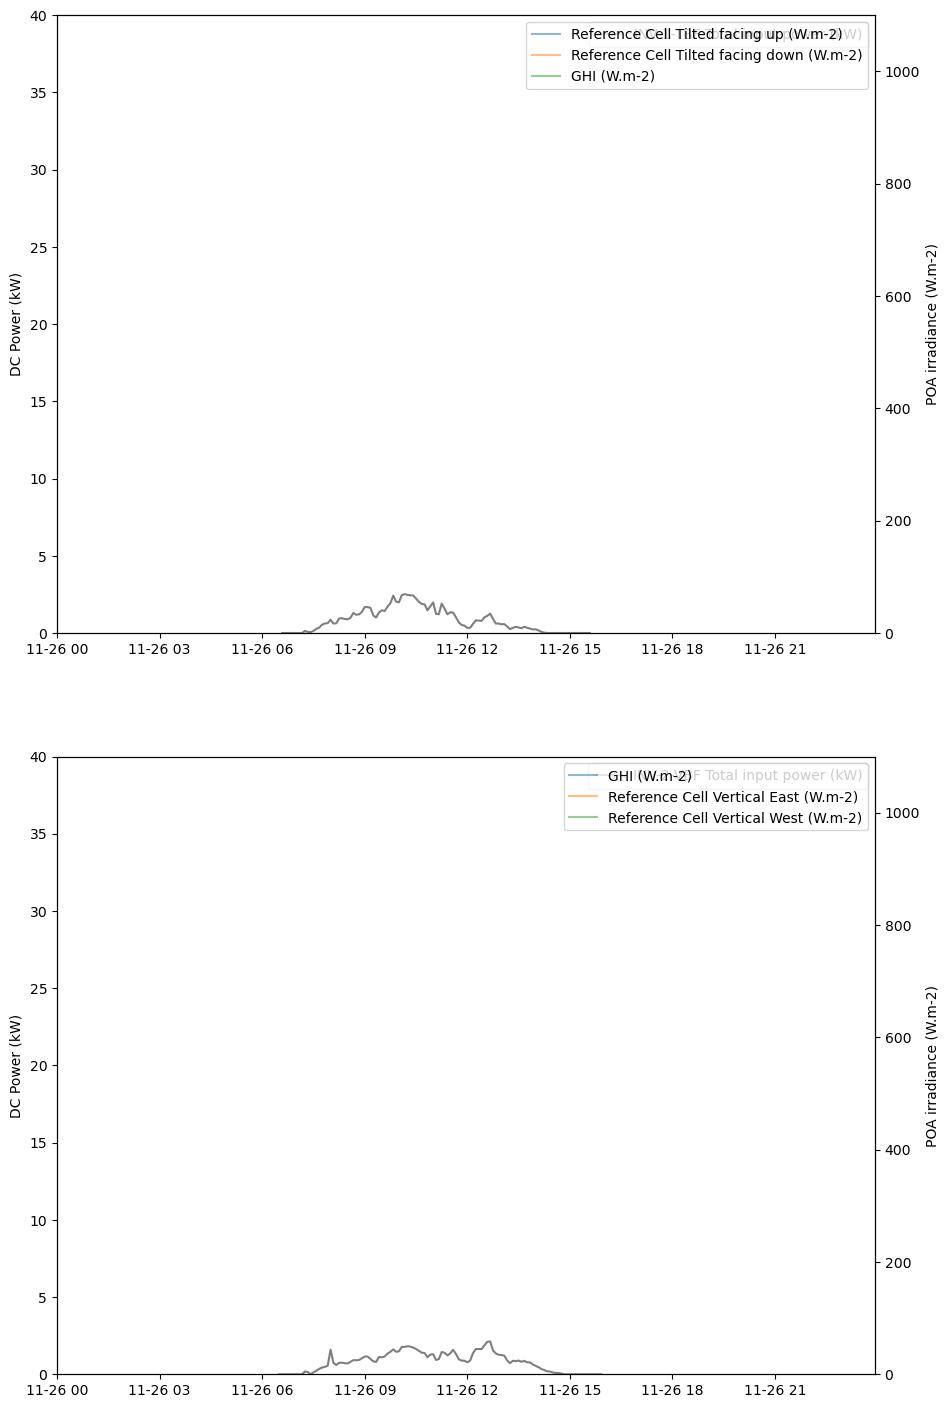 40
35
30
25
20
15
10
5
0
DC Power (kW)
Reference Cell Tilted facing up (W.m-2)
Reference Cell Tilted facing down (W.m-2)
GHI (W.m-2)
1000
800
600
400
200
0
POA irradiance (W.m-2)
11-26 00 11-26 03 11-26 06 11-26 09 11-26 12 11-26 15 11-26 18 11-26 21
40
35
30
25
20
15
10
5
0
DC Power (kW)
GHI (W.m-2)
Total input power (kW)
Reference Cell Vertical East (W.m-2)
Reference Cell Vertical West (W.m-2)
1000
800
600
400
200
0
POA irradiance (W.m-2)
11-26 00 11-26 03 11-26 06 11-26 09 11-26 12 11-26 15 11-26 18 11-26 21